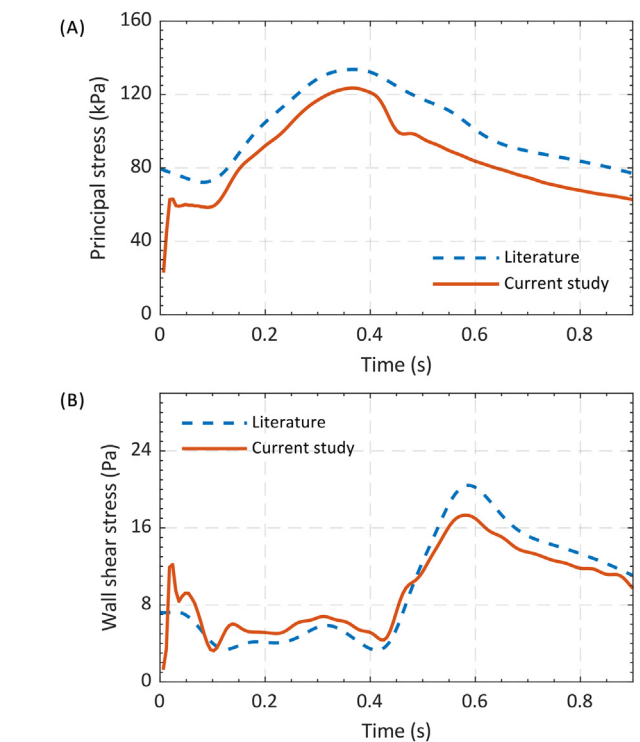 (A)
160
120
80
40
0
Principal stress (kPa)
Literature
Current study
0 0.2 0.4 0.6 0.8
Time (s)
(B)
24
16
8
0
Wall shear stress (Pa)
Literature
Current study
0 0.2 0.4 0.6 0.8
Time (s)